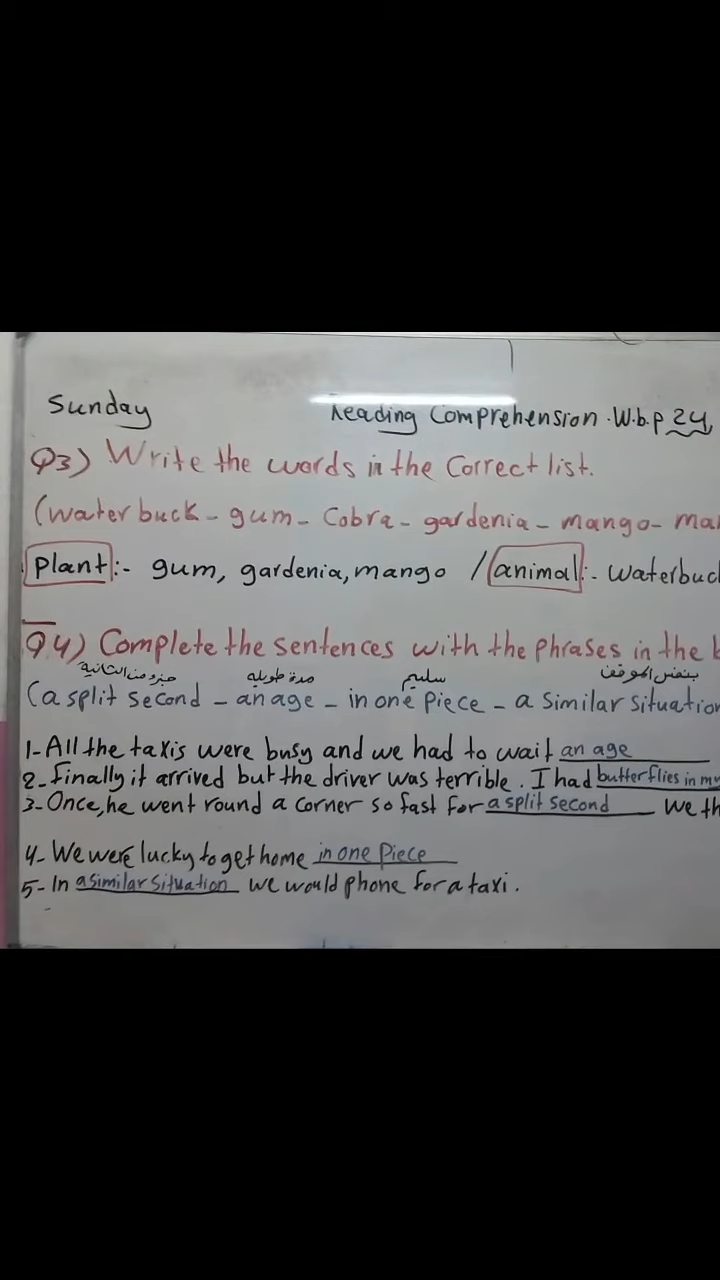 Sunday Reading Comprehension. W.b.p 24
Q3) Write the words in the Correct list.
(waterbuck - gum - Cobra - gardenia - mango - ma
Plant :- gum, gardenia, mango / animal :- waterbuc
Q4) Complete the sentences with the phrases in the b
جزء من الثانية مدة طويله سليم بنفس الموقف
(a split second - an age - in one piece - a similar situation
1- All the taxis were busy and we had to wait an age
2- finally it arrived but the driver was terrible. I had butterflies in my
3- Once, he went round a corner so fast for a split second we th
4- We were lucky to get home in one piece
5- In a similar situation we would phone for a taxi.